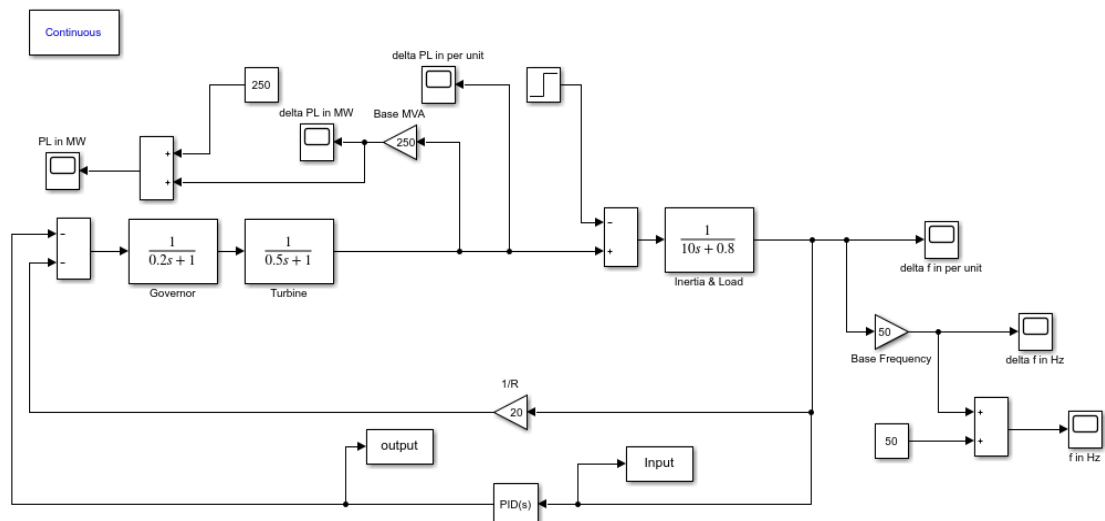 Continuous
delta PL in per unit
250
delta PL in MW
Base MVA
PL in MW
250
+
+
−
−
1
0.2s + 1
Governor
1
0.5s + 1
Turbine
−
+
1
10s + 0.8
Inertia & Load
delta f in per unit
50
Base Frequency
delta f in Hz
1/R
20
+
+
50
f in Hz
output
Input
PID(s)